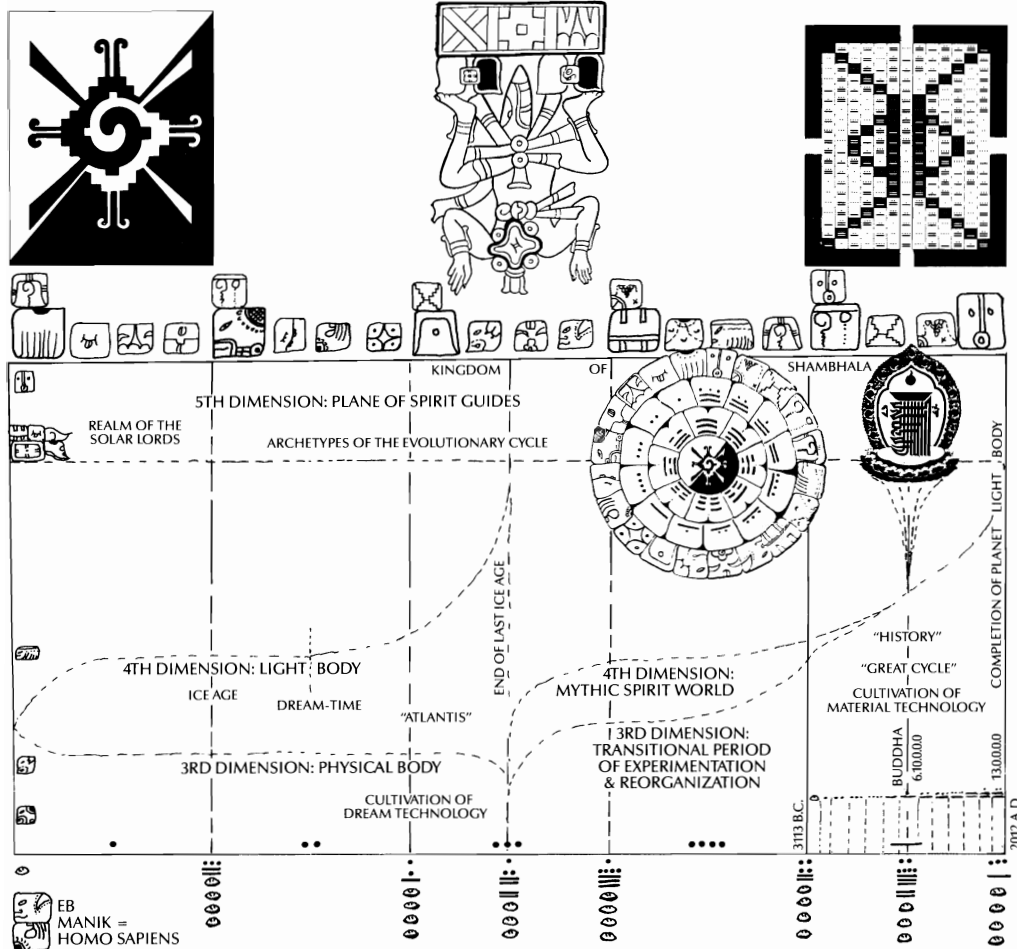 KINGDOM OF SHAMBHALA
5TH DIMENSION: PLANE OF SPIRIT GUIDES
REALM OF THE
SOLAR LORDS
ARCHETYPES OF THE EVOLUTIONARY CYCLE
END OF LAST ICE AGE
COMPLETION OF PLANET LIGHT BODY
4TH DIMENSION: LIGHT BODY
ICE AGE
DREAM-TIME
"ATLANTIS"
3RD DIMENSION: PHYSICAL BODY
CULTIVATION OF
DREAM TECHNOLOGY
4TH DIMENSION:
MYTHIC SPIRIT WORLD
3RD DIMENSION:
TRANSITIONAL PERIOD
OF EXPERIMENTATION
& REORGANIZATION
"HISTORY"
"GREAT CYCLE"
CULTIVATION OF
MATERIAL TECHNOLOGY
BUDDHA
6.10.0.0.0
13.0.0.0.0
3113 B.C.
2012 A.D.
EB
MANIK =
HOMO SAPIENS